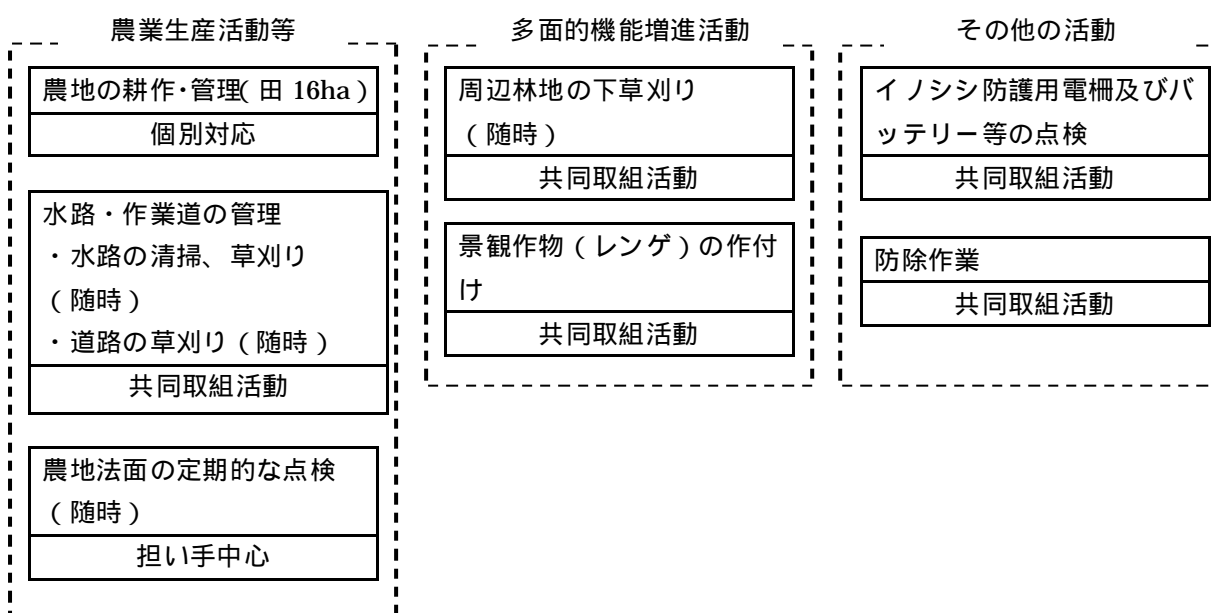 農業生産活動等
農地の耕作・管理(田 16ha)
個別対応
水路・作業道の管理
・水路の清掃、草刈り
(随時)
・道路の草刈り(随時)
共同取組活動
農地法面の定期的な点検
(随時)
担い手中心
多面的機能増進活動
周辺林地の下草刈り
(随時)
共同取組活動
景観作物(レンゲ)の作付
け
共同取組活動
その他の活動
イノシシ防護用電柵及びバ
ッテリー等の点検
共同取組活動
防除作業
共同取組活動